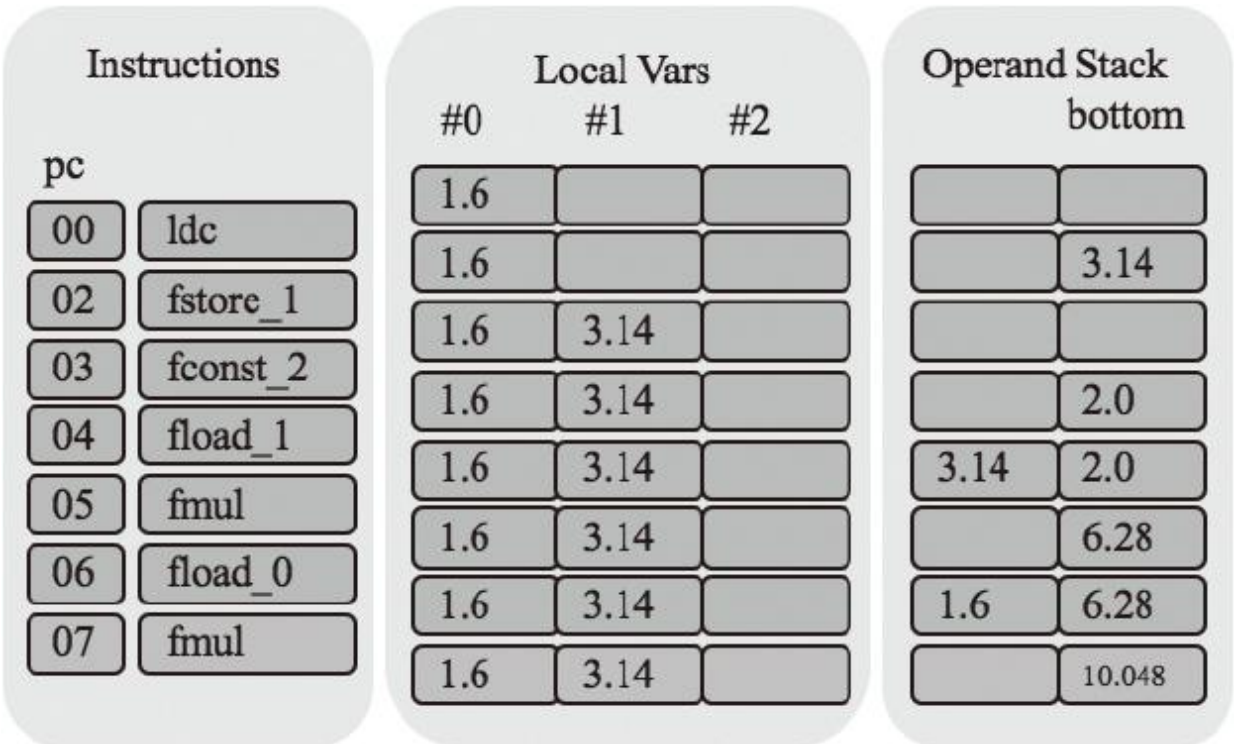 Instructions
Local Vars
Operand Stack
#0 #1 #2
bottom
pc
1.6
00 ldc
1.6 3.14
02 fstore_1
1.6 3.14
03 fconst_2
1.6 3.14 2.0
04 fload_1
1.6 3.14 3.14 2.0
05 fmul
1.6 3.14 6.28
06 fload_0
1.6 3.14 1.6 6.28
07 fmul
1.6 3.14 10.048